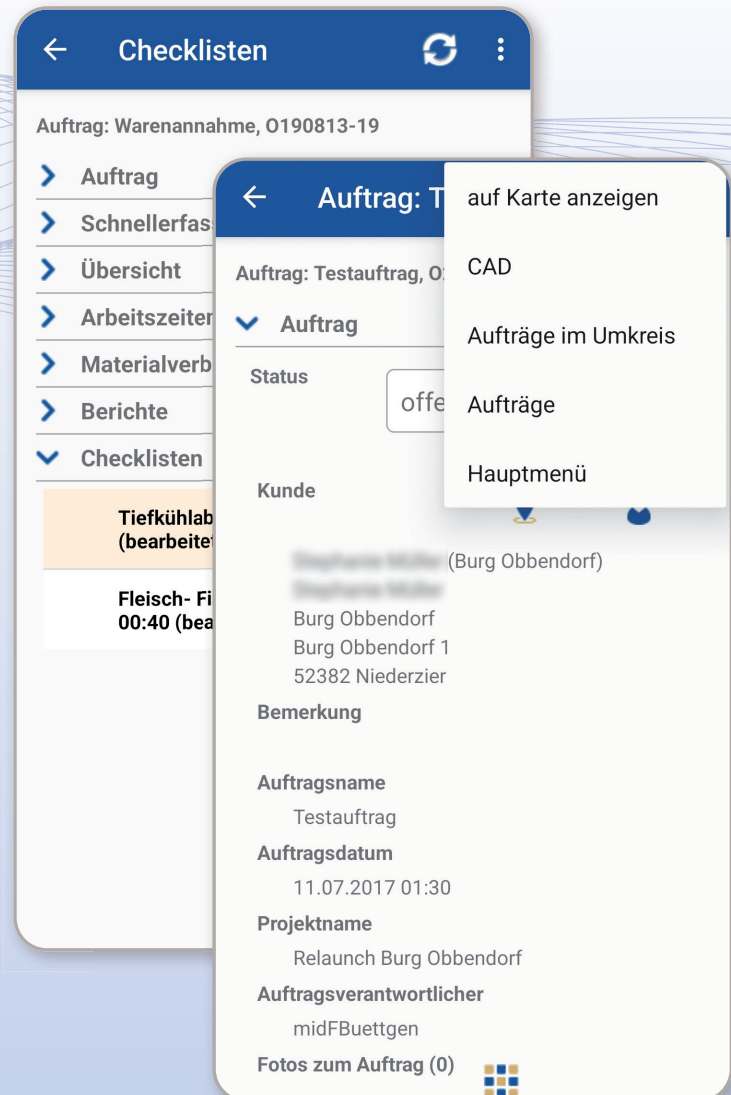 Checklisten
Auftrag: Warenannahme, O190813-19
Auftrag
Schnellerfas
Übersicht
Arbeitszeiten
Materialverb
Berichte
Checklisten
Tiefkühlab
(bearbeitet
Fleisch- Fi
00:40 (bea
Auftrag: T
auf Karte anzeigen
CAD
Aufträge im Umkreis
Aufträge
Hauptmenü
Auftrag: Testauftrag, O
Auftrag
Status
offe
Kunde
(Burg Obbendorf)
Burg Obbendorf
Burg Obbendorf 1
52382 Niederzier
Bemerkung
Auftragsname
Testauftrag
Auftragsdatum
11.07.2017 01:30
Projektname
Relaunch Burg Obbendorf
Auftragsverantwortlicher
midFBuettgen
Fotos zum Auftrag (0)